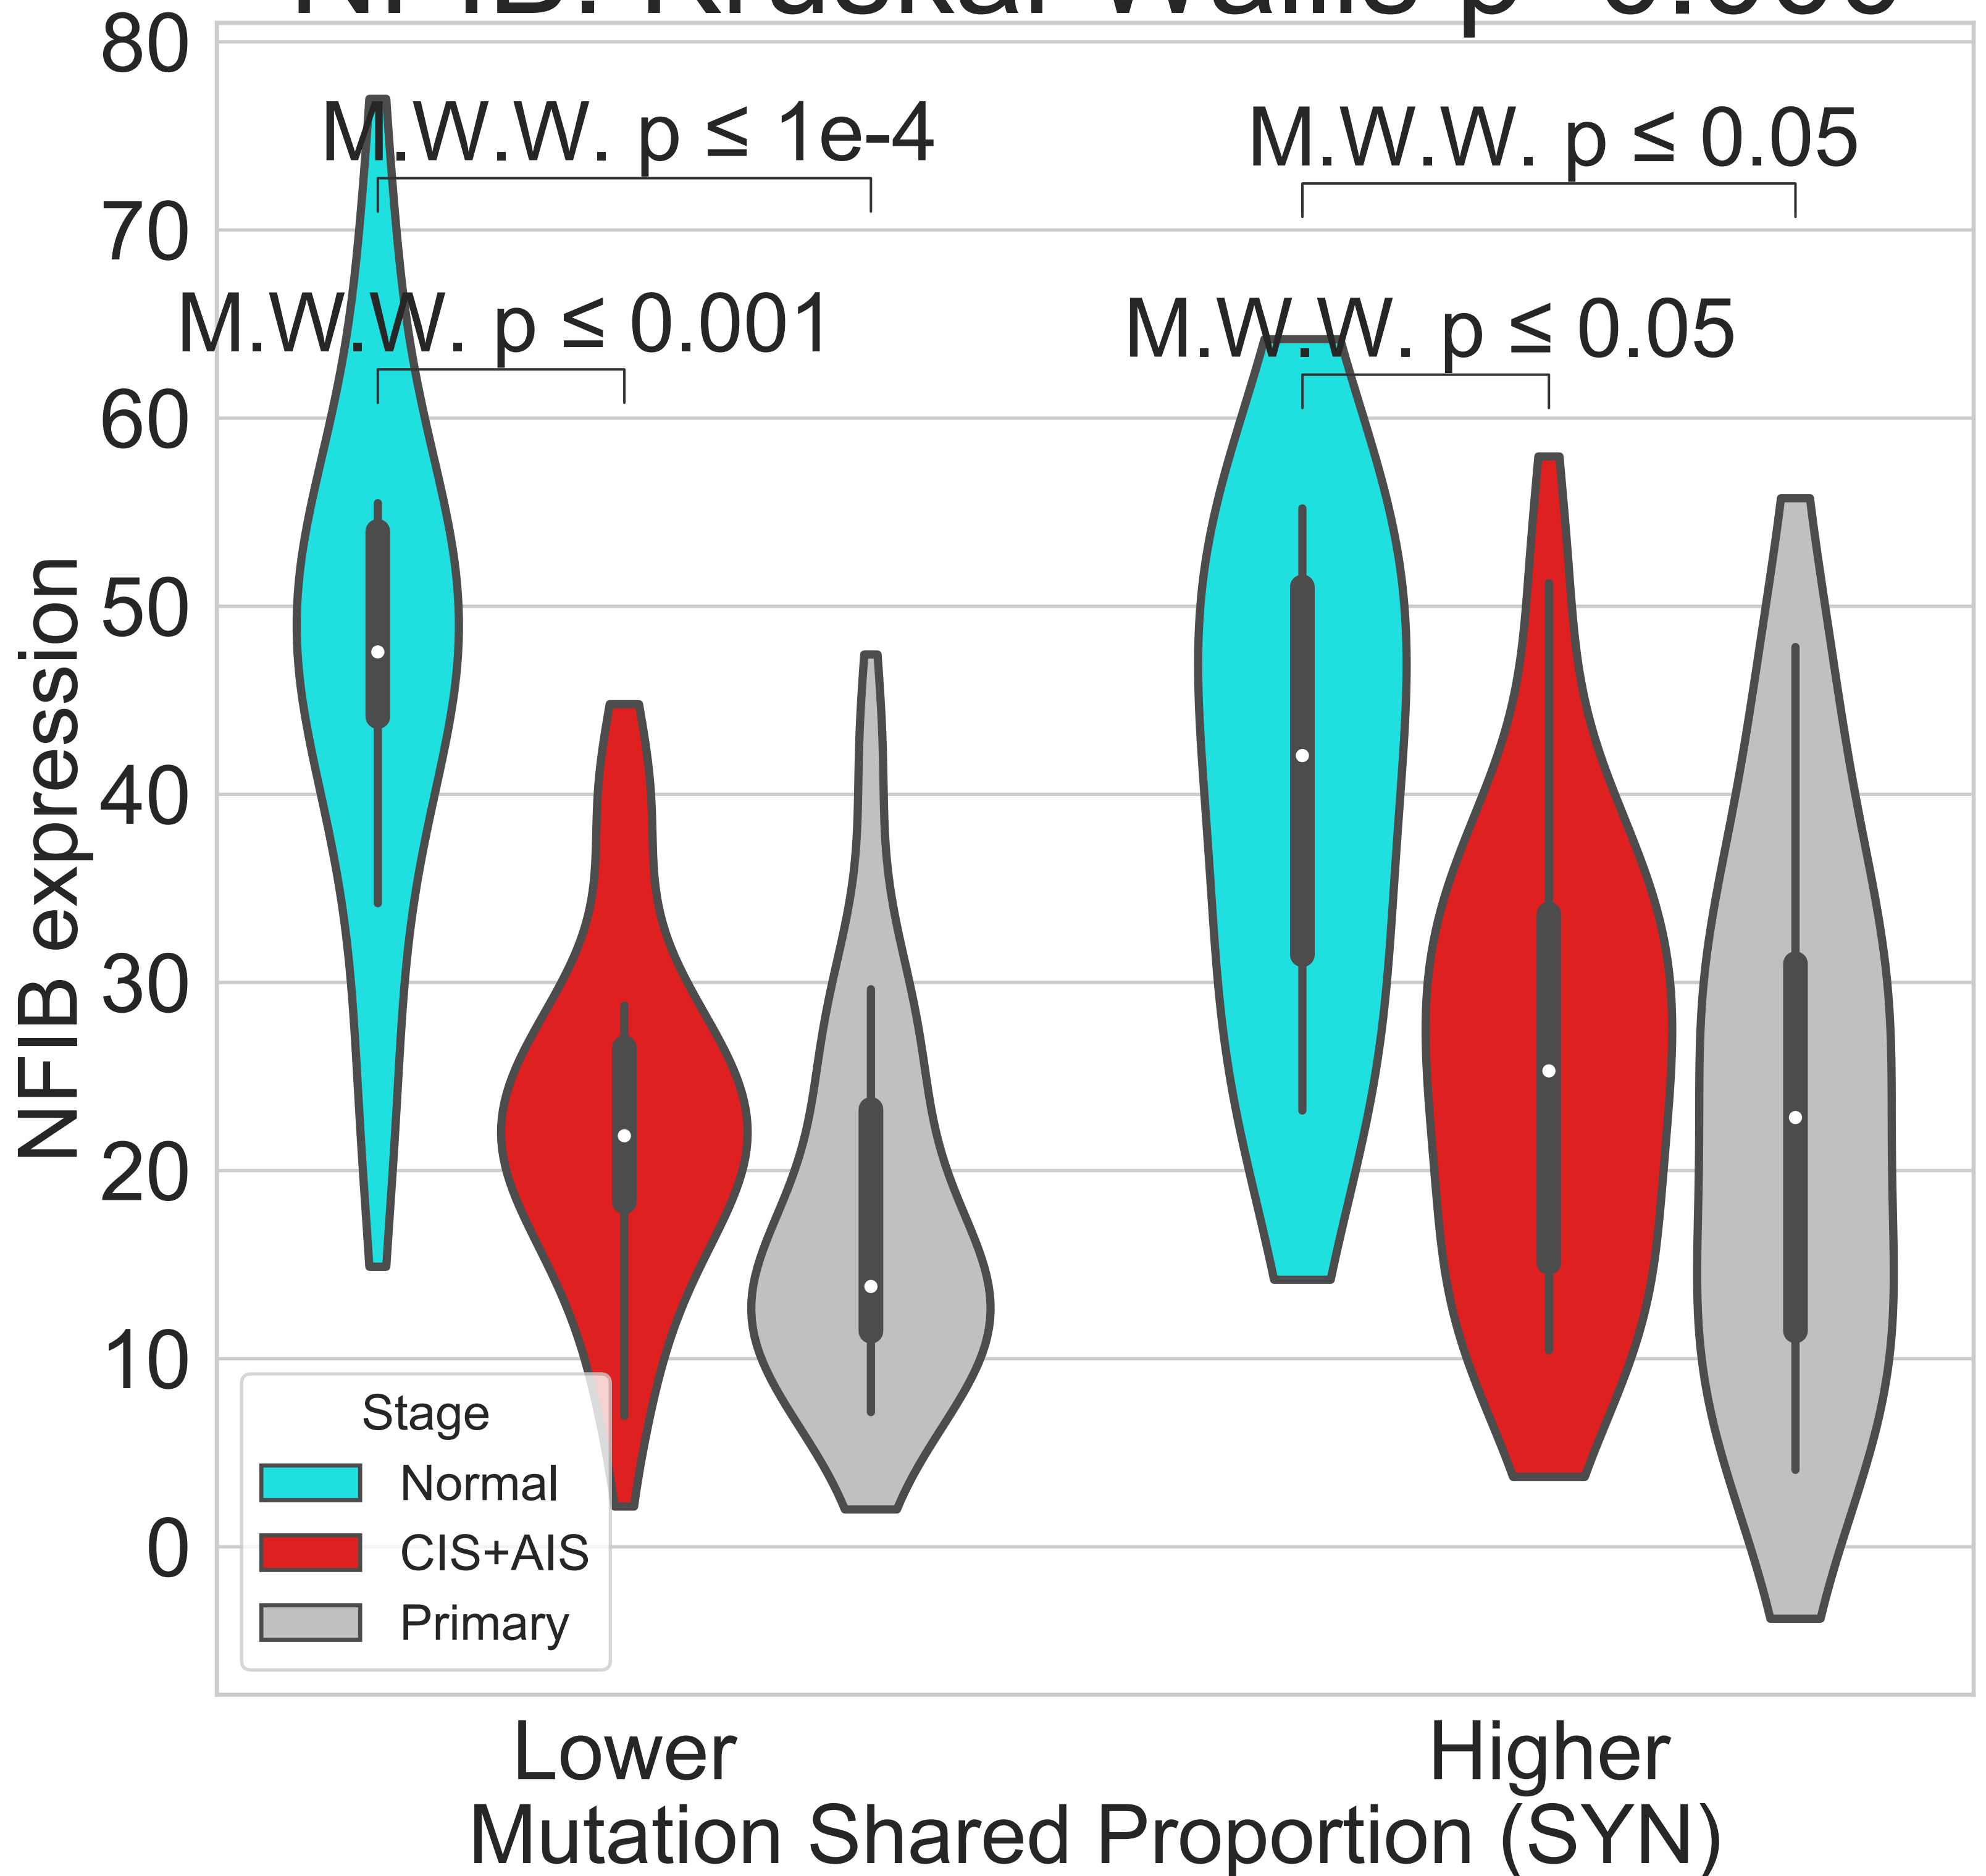 80
70
60
50
40
30
20
10
0
NFIB expression
M.W.W. p ≤ 1e-4
M.W.W. p ≤ 0.05
M.W.W. p ≤ 0.001
M.W.W. p ≤ 0.05
Stage
Normal
CIS+AIS
Primary
Lower
Higher
Mutation Shared Proportion (SYN)